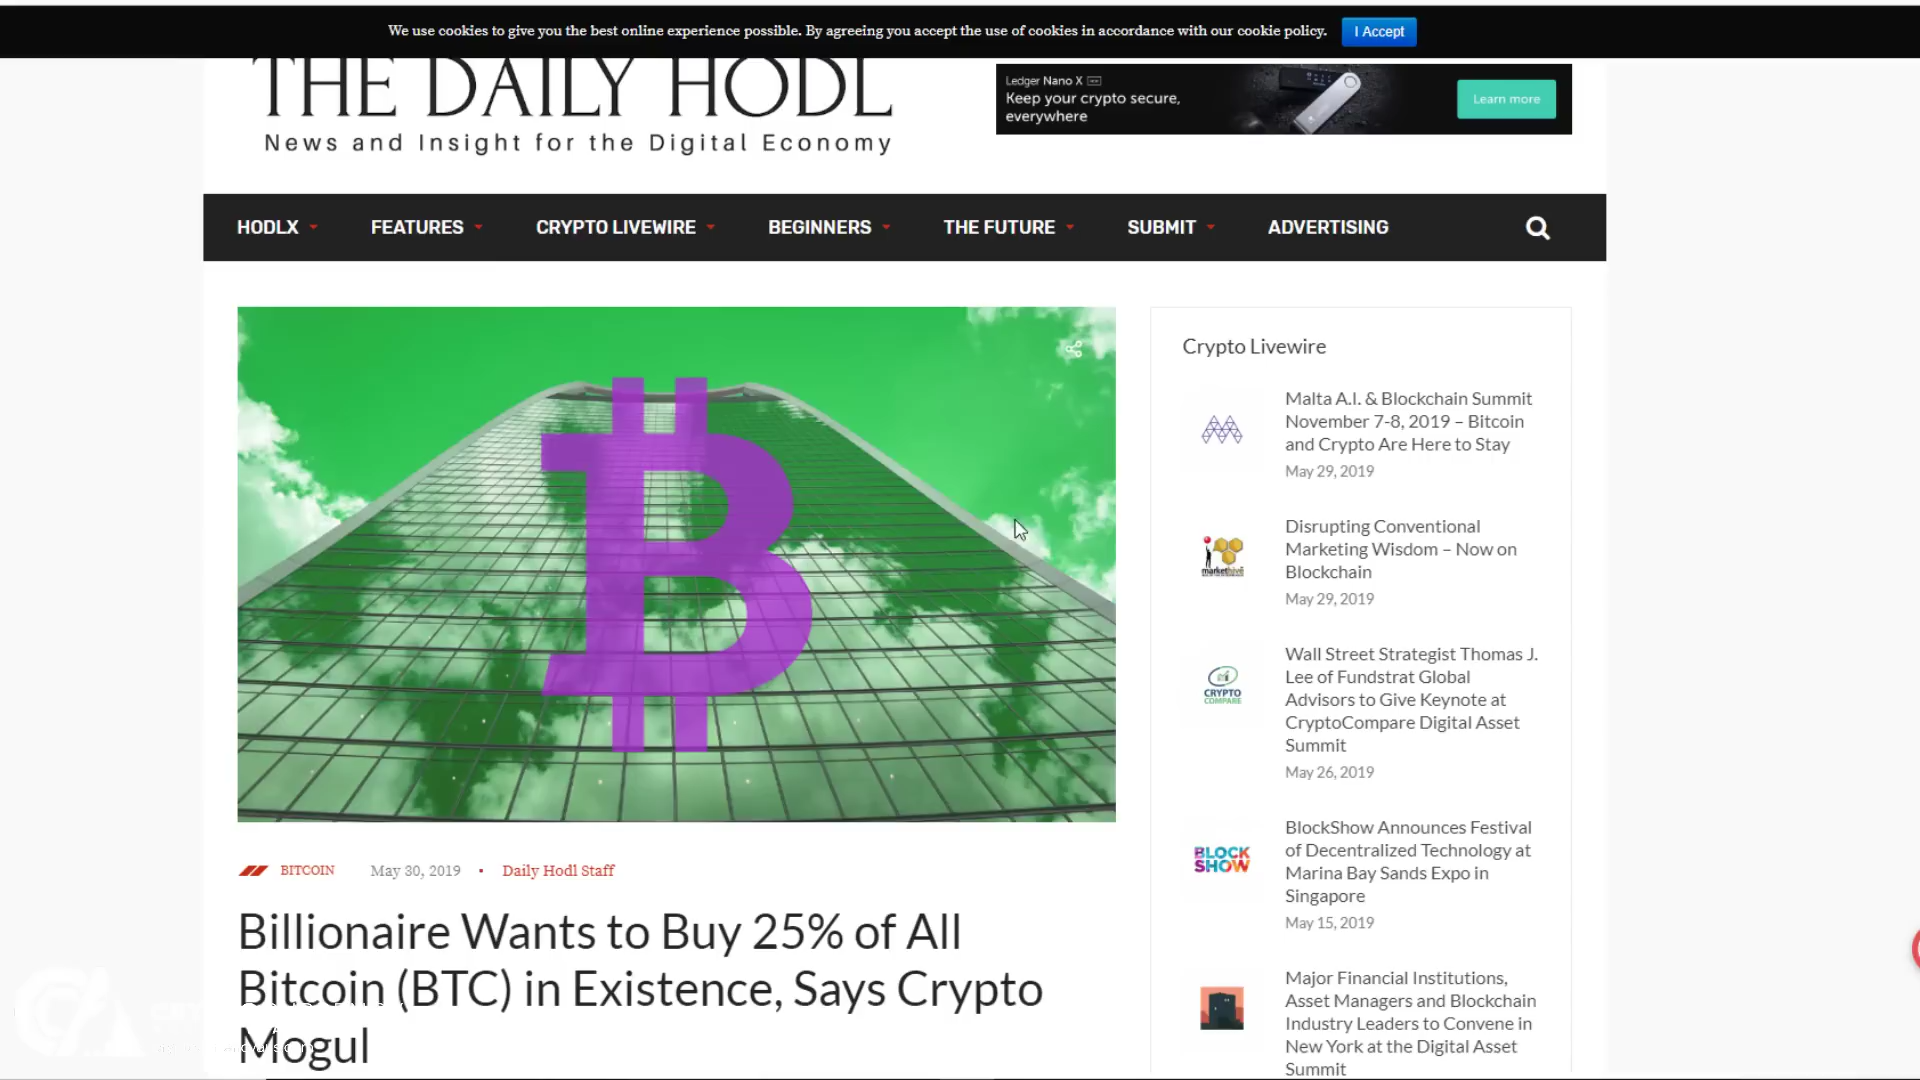 We use cookies to give you the best online experience possible. By agreeing you accept the use of cookies in accordance with our cookie policy.
I Accept
THE DAILY HODL
News and Insight for the Digital Economy
Ledger Nano X
Keep your crypto secure,
everywhere
Learn more
HODLX
FEATURES
CRYPTO LIVEWIRE
BEGINNERS
THE FUTURE
SUBMIT
ADVERTISING
BITCOIN
May 30, 2019
Daily Hodl Staff
Billionaire Wants to Buy 25% of All
Bitcoin (BTC) in Existence, Says Crypto
Mogul
Crypto Livewire
Malta A.I. & Blockchain Summit
November 7-8, 2019 – Bitcoin
and Crypto Are Here to Stay
May 29, 2019
markethive
Disrupting Conventional
Marketing Wisdom – Now on
Blockchain
May 29, 2019
CRYPTO
COMPARE
Wall Street Strategist Thomas J.
Lee of Fundstrat Global
Advisors to Give Keynote at
CryptoCompare Digital Asset
Summit
May 26, 2019
BLOCK
SHOW
BlockShow Announces Festival
of Decentralized Technology at
Marina Bay Sands Expo in
Singapore
May 15, 2019
Major Financial Institutions,
Asset Managers and Blockchain
Industry Leaders to Convene in
New York at the Digital Asset
Summit